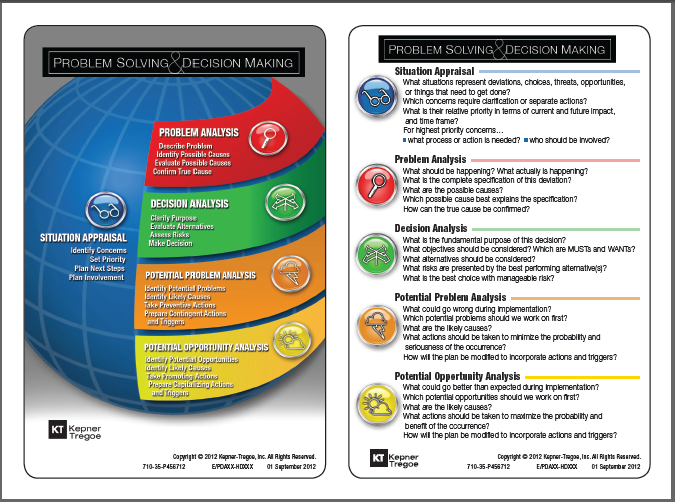 PROBLEM SOLVING & DECISION MAKING
PROBLEM ANALYSIS
Describe Problem
Identify Possible Causes
Evaluate Possible Causes
Confirm True Cause
DECISION ANALYSIS
Clarify Purpose
Evaluate Alternatives
Assess Risks
Make Decision
SITUATION APPRAISAL
Identify Concerns
Set Priority
Plan Next Steps
Plan Involvement
POTENTIAL PROBLEM ANALYSIS
Identify Potential Problems
Identify Likely Causes
Take Preventive Actions
Prepare Contingent Actions
and Triggers
POTENTIAL OPPORTUNITY ANALYSIS
Identify Potential Opportunities
Identify Likely Causes
Take Promoting Actions
Prepare Capitalizing Actions
and Triggers
KT Kepner
Tregoe
Copyright © 2012 Kepner-Tregoe, Inc. All Rights Reserved.
710-35-P456712 E/PDAXX-HDXXX 01 September 2012
PROBLEM SOLVING & DECISION MAKING
Situation Appraisal
What situations represent deviations, choices, threats, opportunities,
or things that need to get done?
Which concerns require clarification or separate actions?
What is their relative priority in terms of current and future impact,
and time frame?
For highest priority concerns...
▪ what process or action is needed? ▪ who should be involved?
Problem Analysis
What should be happening? What actually is happening?
What is the complete specification of this deviation?
What are the possible causes?
Which possible cause best explains the specification?
How can the true cause be confirmed?
Decision Analysis
What is the fundamental purpose of this decision?
What objectives should be considered? Which are MUSTs and WANTs?
What alternatives should be considered?
What risks are presented by the best performing alternative(s)?
What is the best choice with manageable risk?
Potential Problem Analysis
What could go wrong during implementation?
Which potential problems should we work on first?
What are the likely causes?
What actions should be taken to minimize the probability and
seriousness of the occurrence?
How will the plan be modified to incorporate actions and triggers?
Potential Opportunity Analysis
What could go better than expected during implementation?
Which potential opportunities should we work on first?
What are the likely causes?
What actions should be taken to maximize the probability and
benefit of the occurrence?
How will the plan be modified to incorporate actions and triggers?
KT Kepner
Tregoe
Copyright © 2012 Kepner-Tregoe, Inc. All Rights Reserved.
710-35-P456712 E/PDAXX-HDXXX 01 September 2012